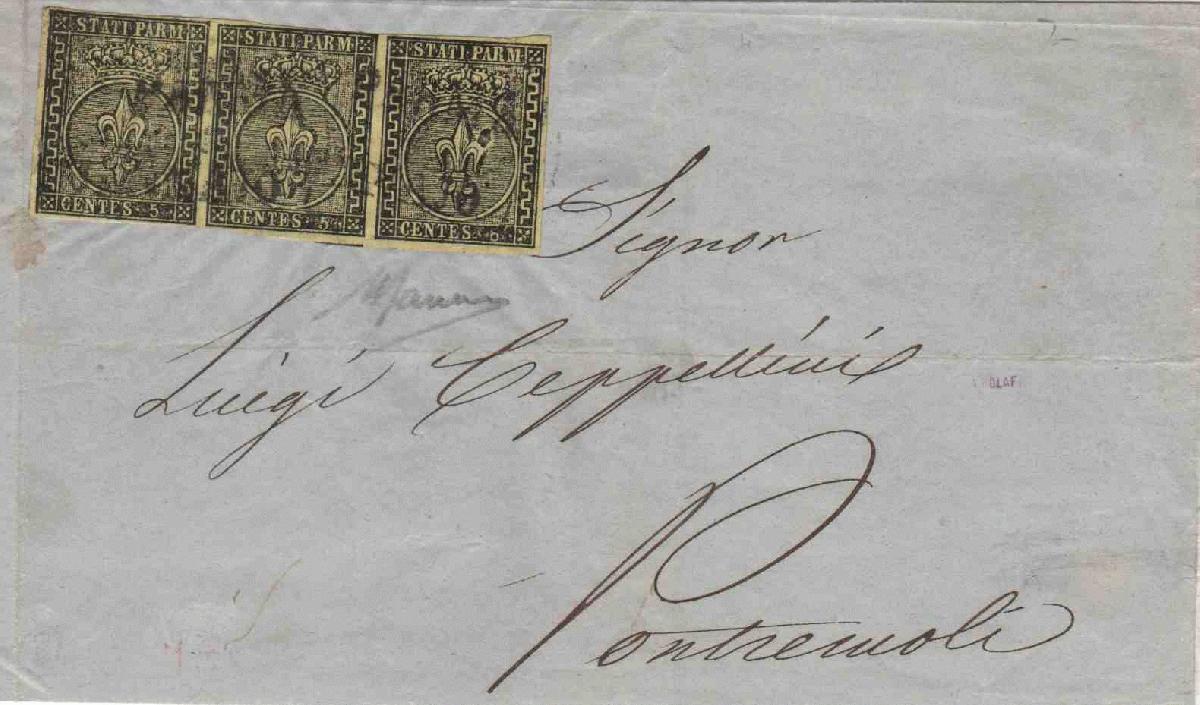 STATI PARM STATI PARM STATI PARM
CENTES. 5 CENTES. 5 CENTES. 5
Signor
Luigi Ceppellini
Pontremoli